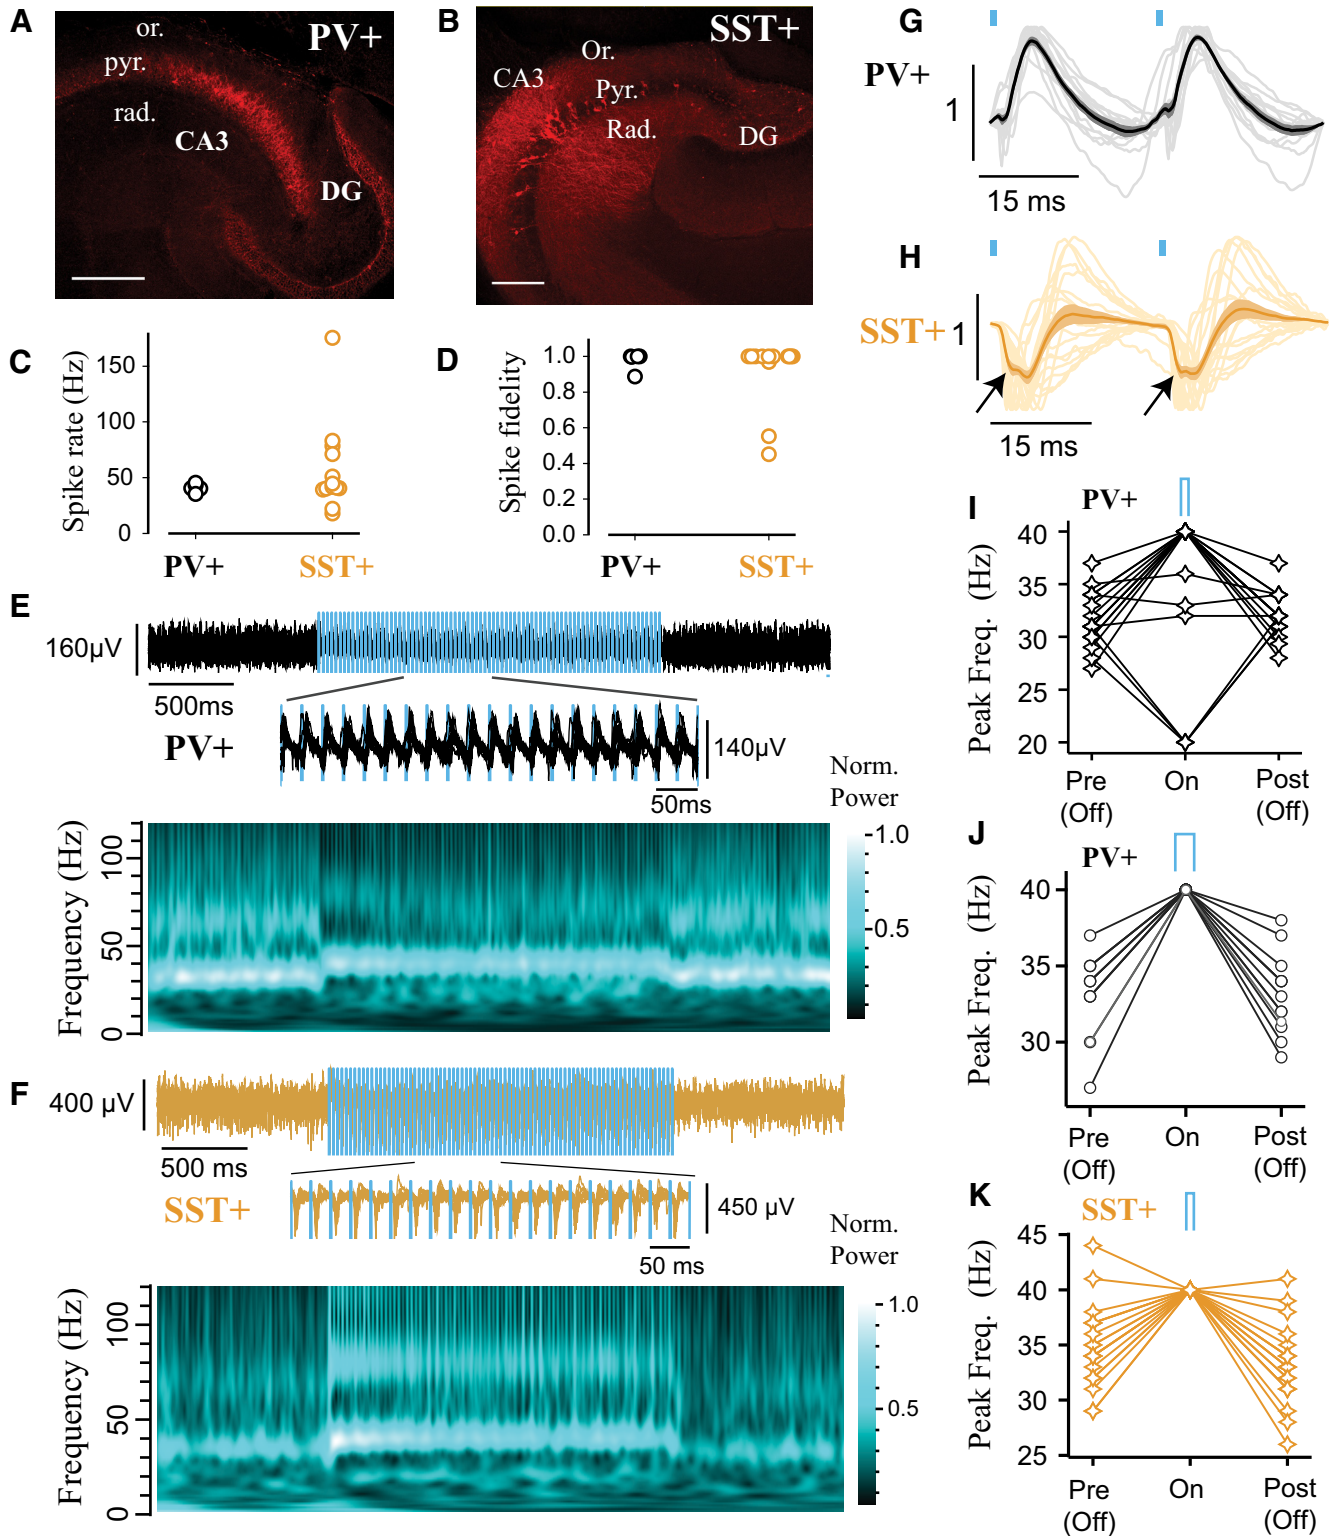 A
or.
PV+
pyr.
rad.
CA3
DG
B
SST+
Or.
CA3
Pyr.
Rad.
DG
C
Spike rate (Hz)
150
100
50
0
PV+
SST+
D
Spike fidelity
1.0
0.8
0.6
0.4
0.2
0.0
PV+
SST+
E
160µV
500ms
PV+
140µV
50ms
Norm.
Power
1.0
0.5
Frequency (Hz)
100
50
0
F
400 µV
500 ms
SST+
450 µV
50 ms
Norm.
Power
1.0
0.5
Frequency (Hz)
100
50
0
G
PV+
1
15 ms
H
SST+
1
15 ms
I
PV+
Peak Freq. (Hz)
40
35
30
25
20
Pre
(Off)
On
Post
(Off)
J
PV+
Peak Freq. (Hz)
40
35
30
Pre
(Off)
On
Post
(Off)
K
SST+
Peak Freq. (Hz)
45
40
35
30
25
Pre
(Off)
On
Post
(Off)